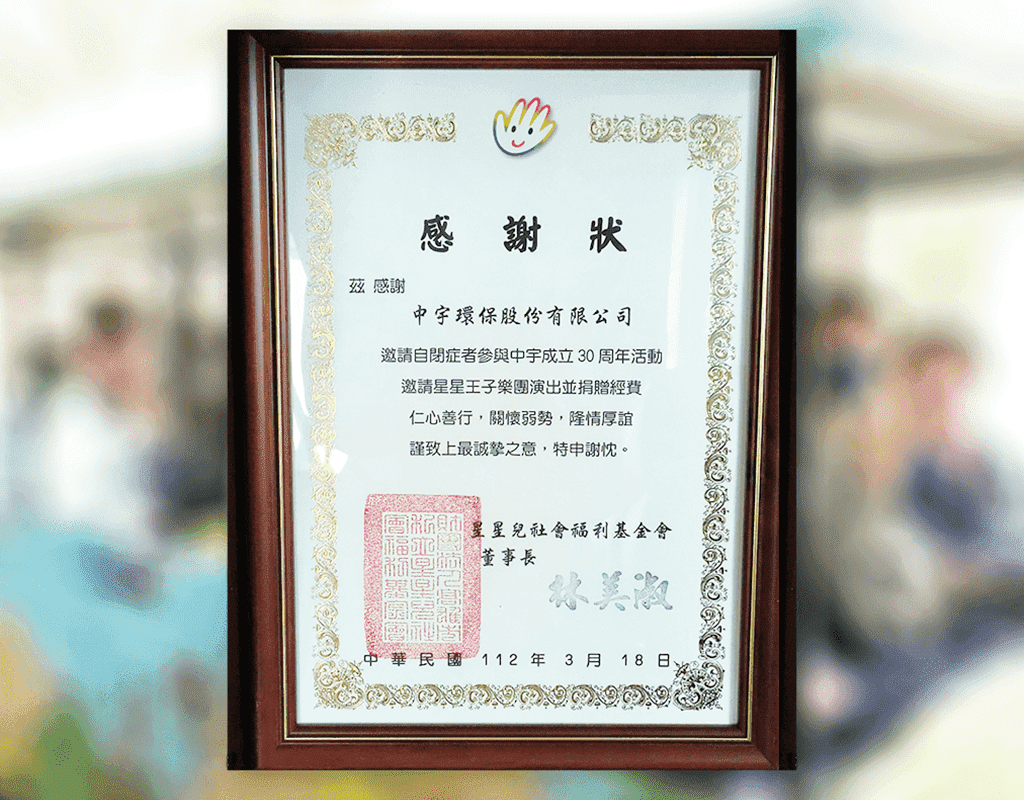 感謝狀
茲 感謝
中宇環保股份有限公司
邀請自閉症者參與中宇成立30周年活動
邀請星星王子樂團演出並捐贈經費
仁心善行，關懷弱勢，隆情厚誼
謹致上最誠摯之意，特申謝忱。
星星兒社會福利基金會
董事長
林美淑
中華民國 112 年 3 月 18 日